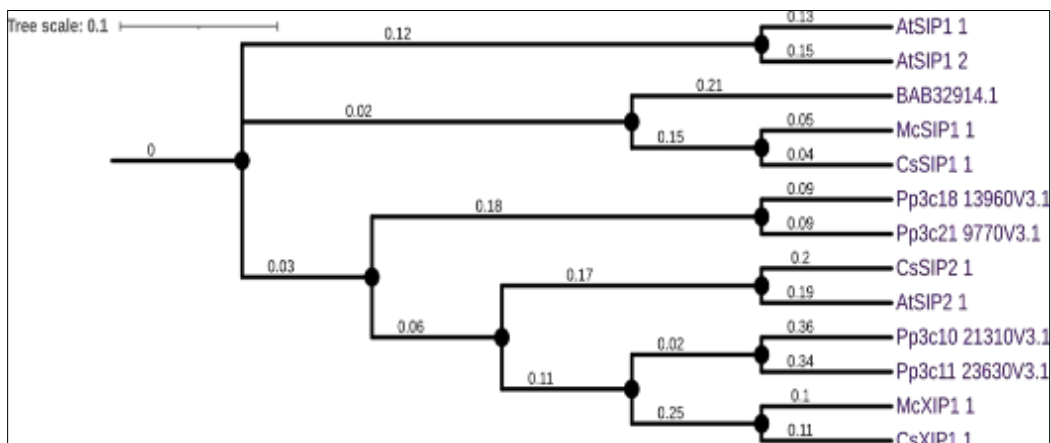 Tree scale: 0.1
0.13
AtSIP1 1
0.12
0.15
AtSIP1 2
0.21
BAB32914.1
0.02
0.05
McSIP1 1
0.15
0.04
CsSIP1 1
0
0.09
Pp3c18 13960V3.1
0.18
0.09
Pp3c21 9770V3.1
0.03
0.2
CsSIP2 1
0.17
0.19
AtSIP2 1
0.06
0.36
Pp3c10 21310V3.1
0.02
0.34
Pp3c11 23630V3.1
0.11
0.1
McXIP1 1
0.25
0.11
CsXIP1 1